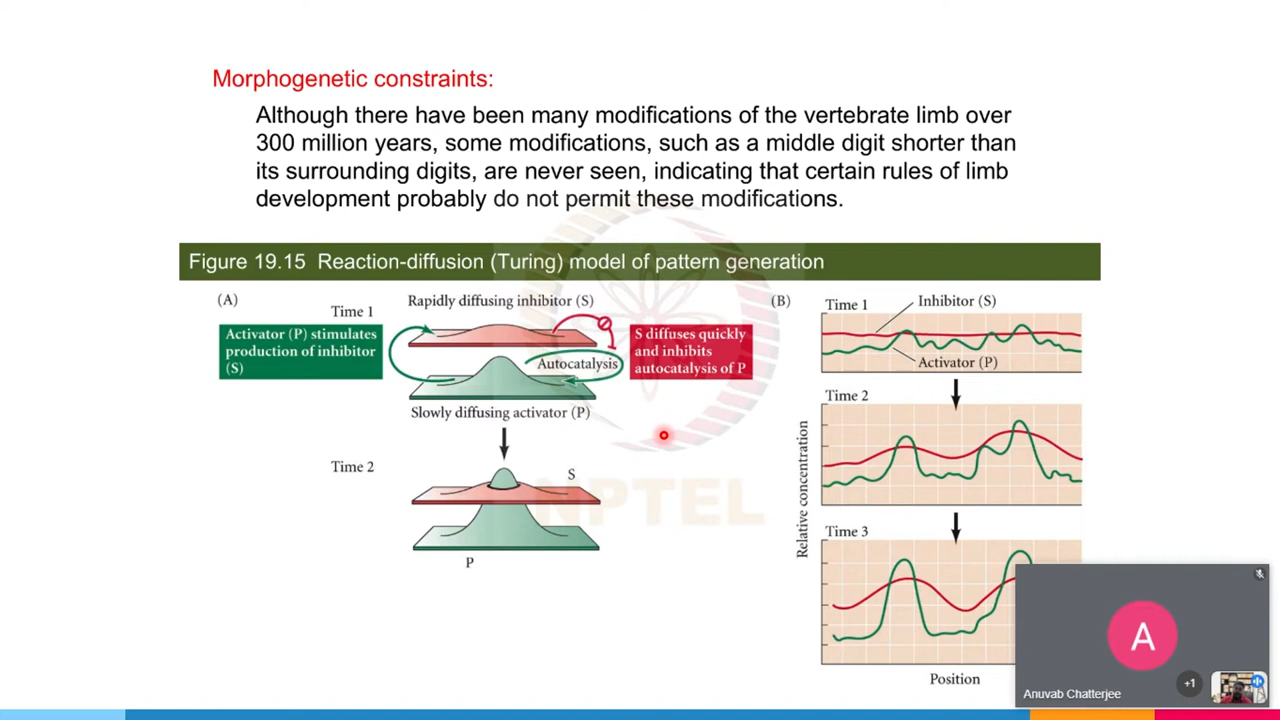 Morphogenetic constraints:
Although there have been many modifications of the vertebrate limb over
300 million years, some modifications, such as a middle digit shorter than
its surrounding digits, are never seen, indicating that certain rules of limb
development probably do not permit these modifications.
Figure 19.15 Reaction-diffusion (Turing) model of pattern generation
(A)
Time 1
Rapidly diffusing inhibitor (S)
Activator (P) stimulates
production of inhibitor
(S)
S diffuses quickly
and inhibits
autocatalysis of P
Autocatalysis
Slowly diffusing activator (P)
Time 2
S
P
(B)
Time 1
Inhibitor (S)
Activator (P)
Time 2
Relative concentration
Time 3
Position
NPTEL
A
Anuvab Chatterjee
+1